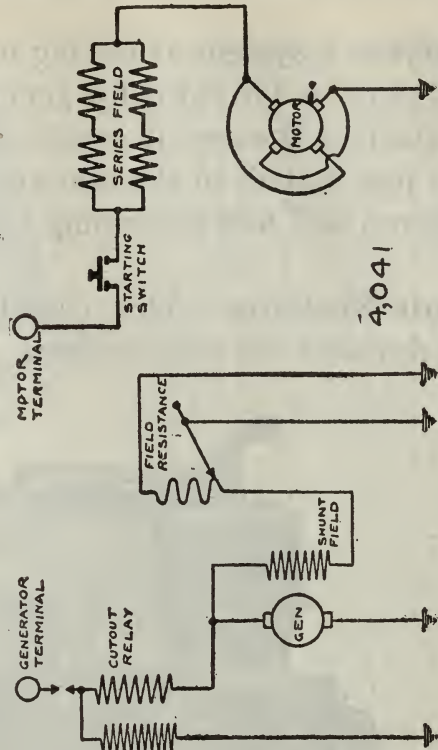 MOTOR
TERMINAL
STARTING
SWITCH
SERIES FIELD
MOTOR
4,041
GENERATOR
TERMINAL
CUTOUT
RELAY
FIELD
RESISTANCE
SHUNT
FIELD
GEN